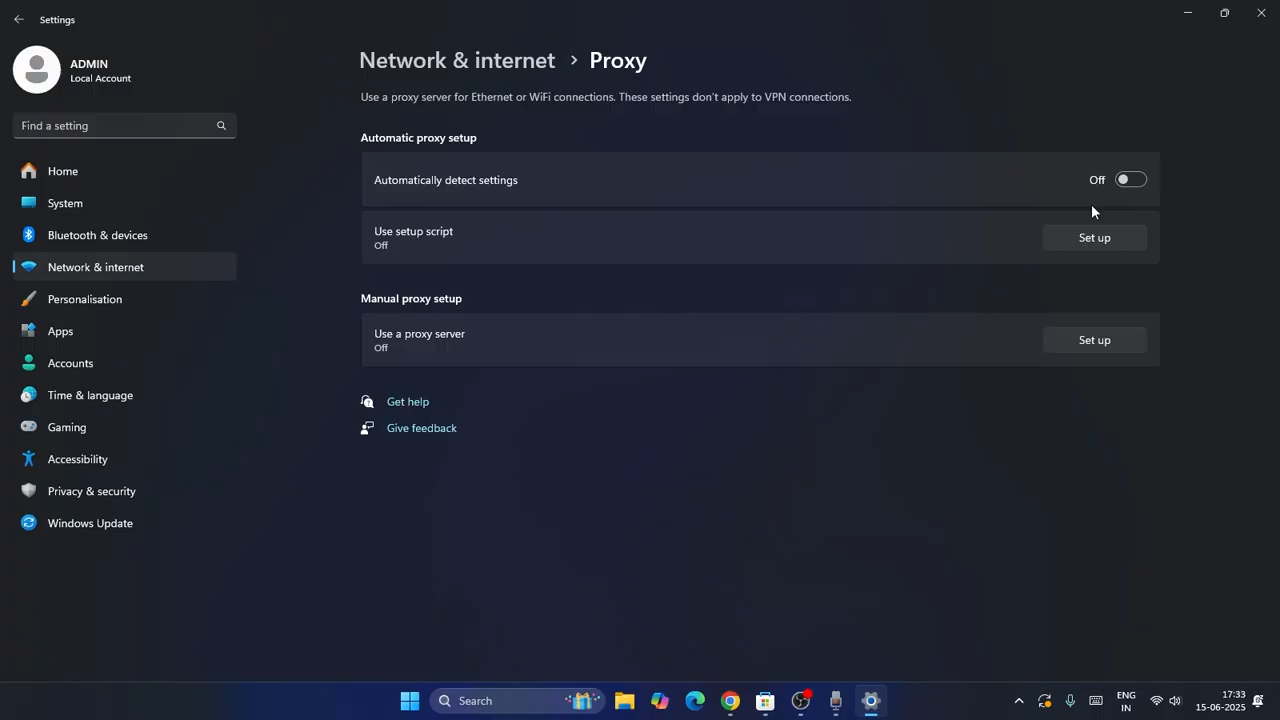 Settings
ADMIN
Local Account
Find a setting
Home
System
Bluetooth & devices
Network & internet
Personalisation
Apps
Accounts
Time & language
Gaming
Accessibility
Privacy & security
Windows Update
Network & internet > Proxy
Use a proxy server for Ethernet or WiFi connections. These settings don't apply to VPN connections.
Automatic proxy setup
Automatically detect settings Off
Use setup script
Off
Set up
Manual proxy setup
Use a proxy server
Off
Set up
Get help
Give feedback
Search
ENG
IN
17:33
15-06-2025